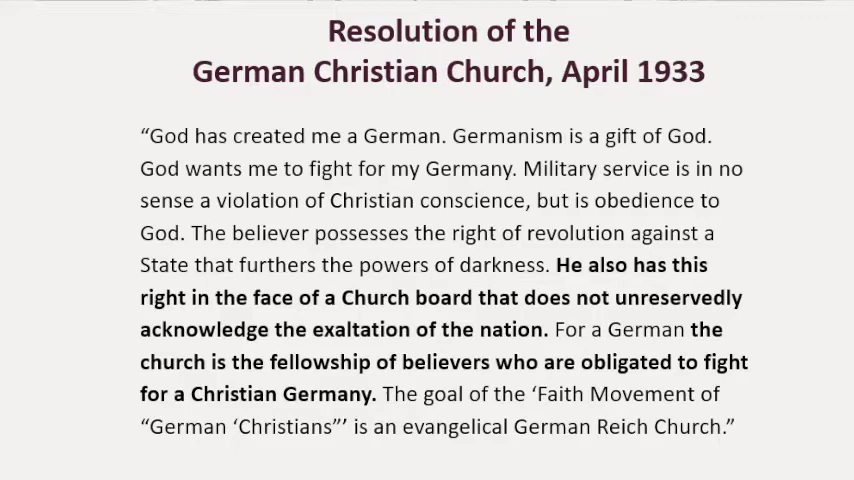 Resolution of the
German Christian Church, April 1933
“God has created me a German. Germanism is a gift of God.
God wants me to fight for my Germany. Military service is in no
sense a violation of Christian conscience, but is obedience to
God. The believer possesses the right of revolution against a
State that furthers the powers of darkness. He also has this
right in the face of a Church board that does not unreservedly
acknowledge the exaltation of the nation. For a German the
church is the fellowship of believers who are obligated to fight
for a Christian Germany. The goal of the ‘Faith Movement of
“German ‘Christians”’ is an evangelical German Reich Church.”